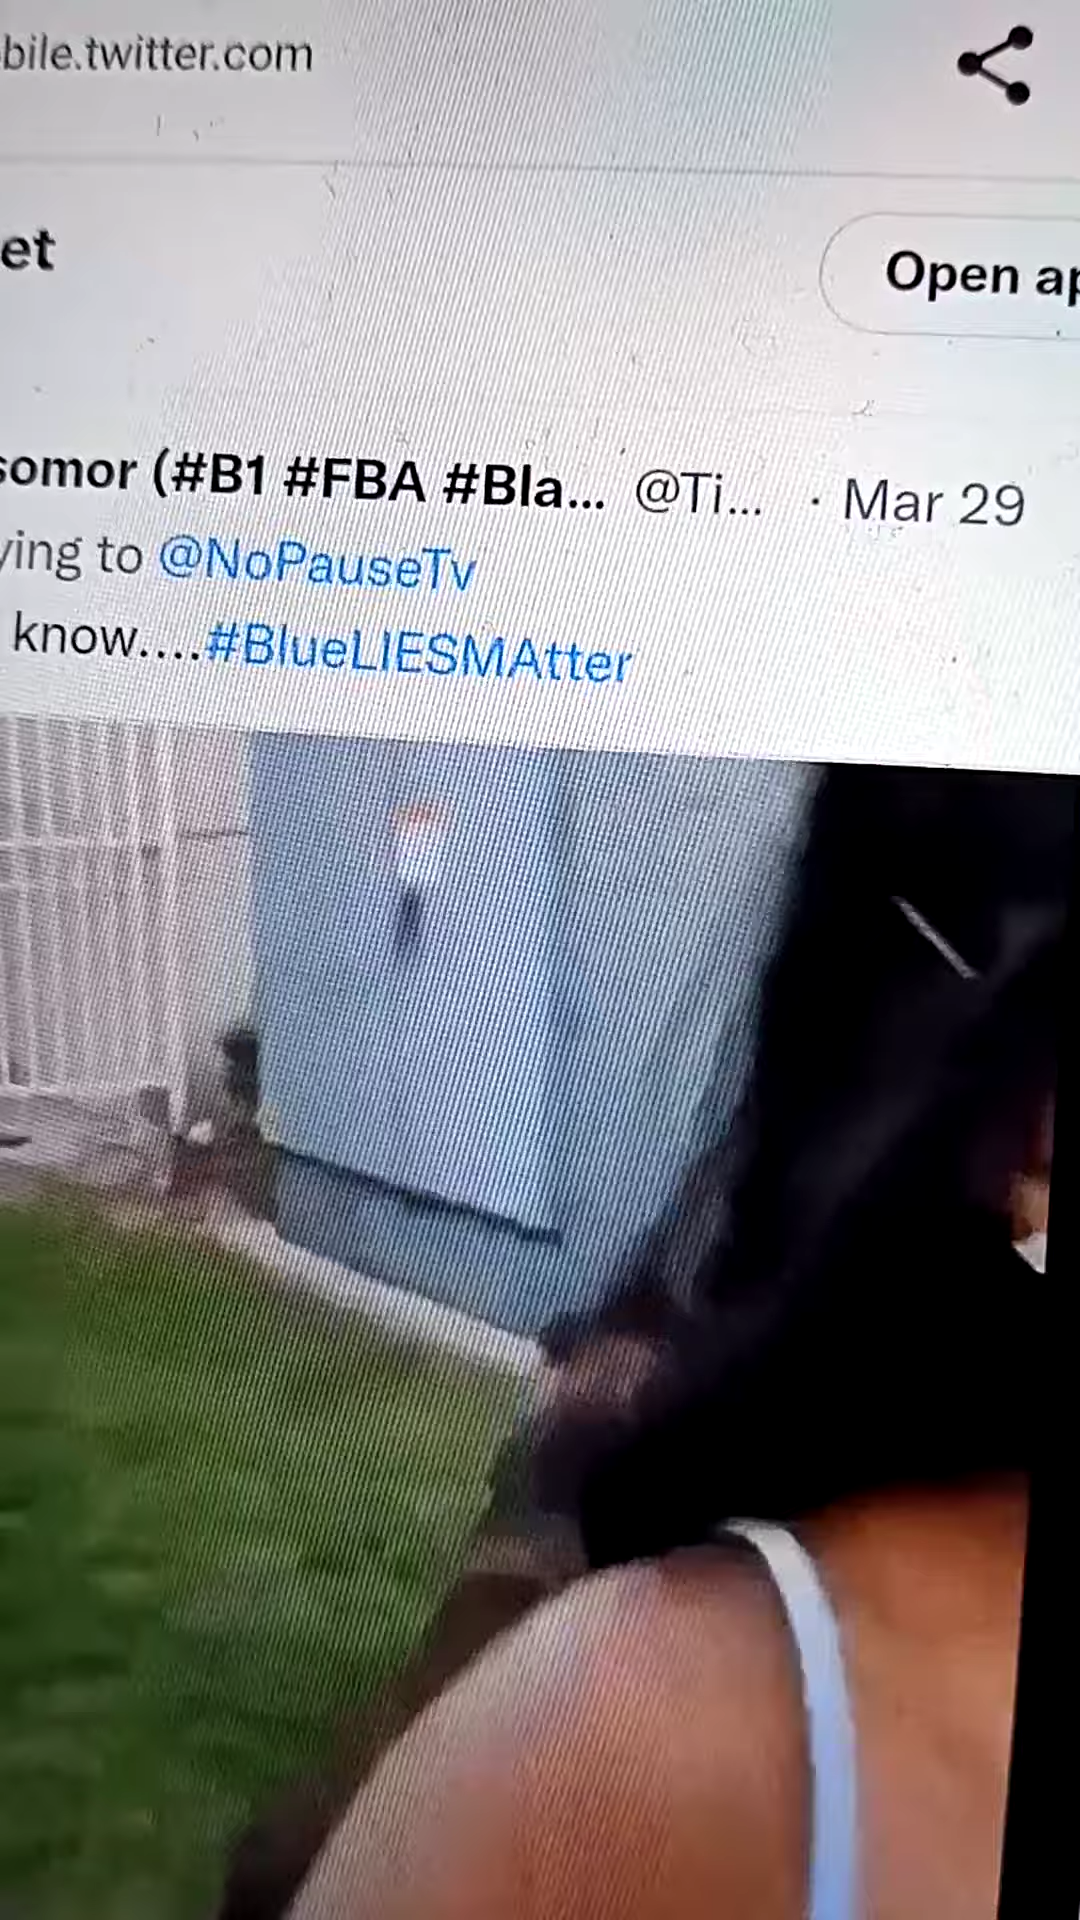 bile.twitter.com
et
Open ap
somor (#B1 #FBA #Bla... @Ti... · Mar 29
ying to @NoPauseTv
know....#BlueLIESMAtter